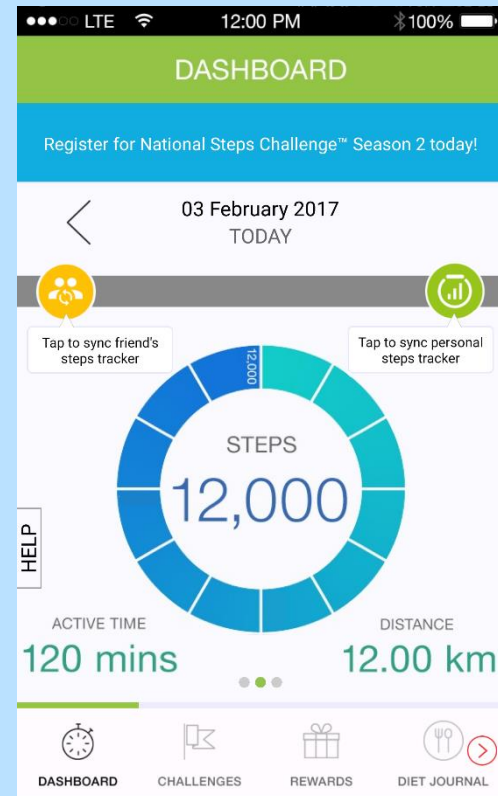 LTE 12:00 PM 100%
DASHBOARD
Register for National Steps Challenge™ Season 2 today!
03 February 2017
TODAY
Tap to sync friend's
steps tracker
Tap to sync personal
steps tracker
12,000
STEPS
12,000
HELP
ACTIVE TIME
120 mins
DISTANCE
12.00 km
DASHBOARD
CHALLENGES
REWARDS
DIET JOURNAL